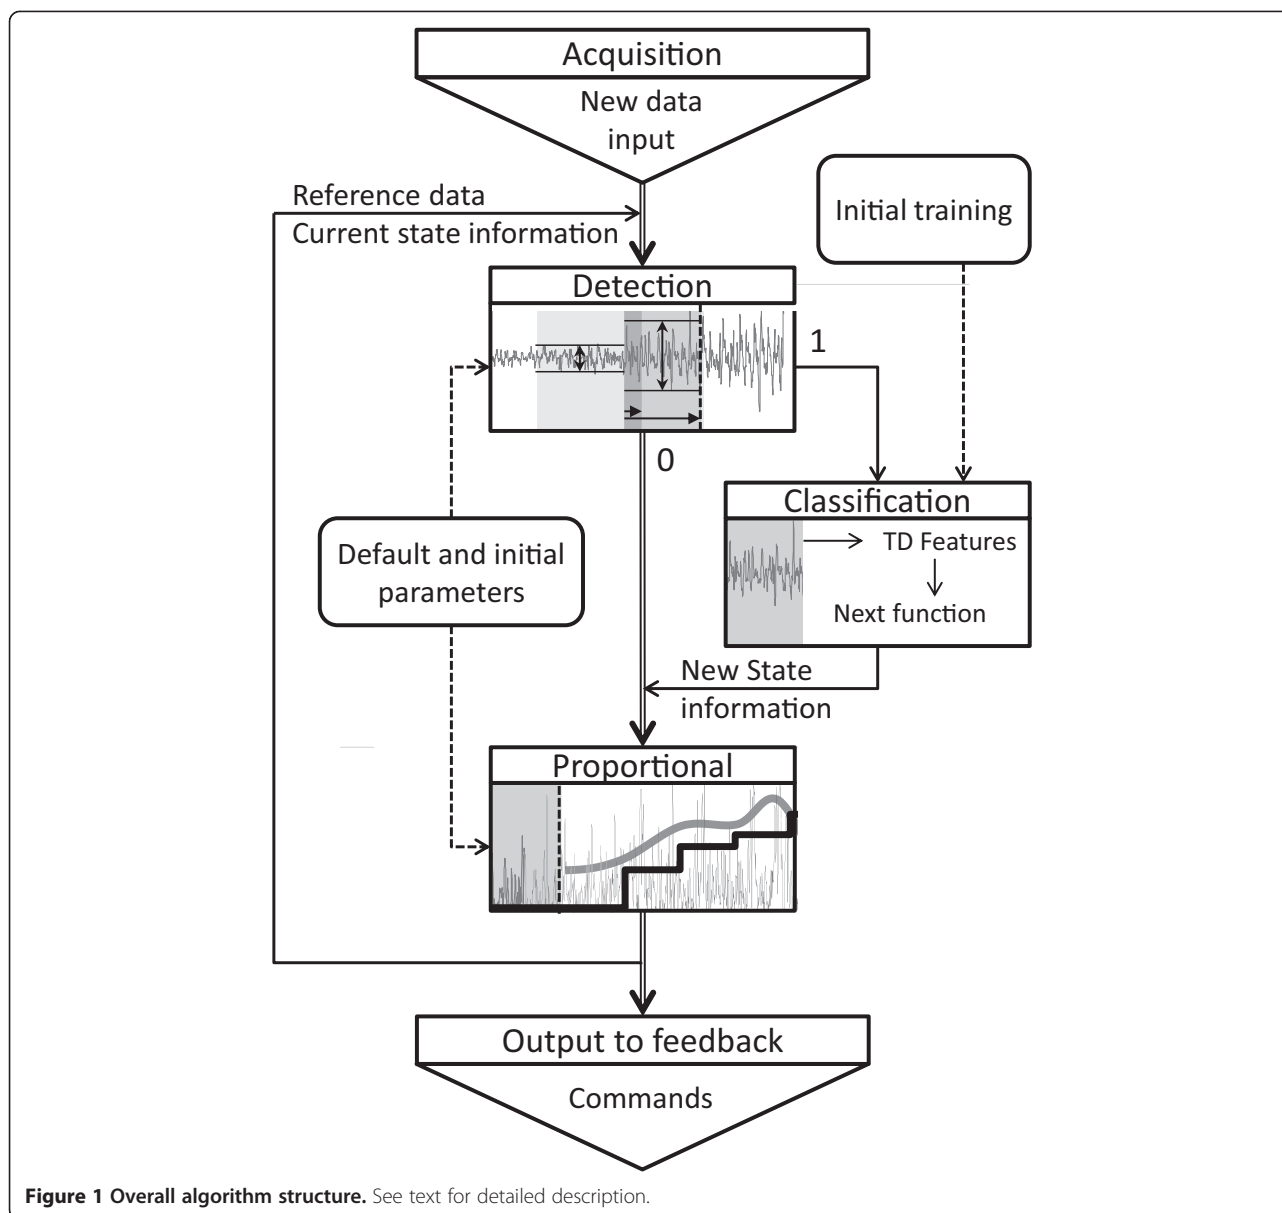 Acquisition
New data
input
Reference data
Current state information
Initial training
Detection
1
0
Classification
TD Features
Next function
Default and initial
parameters
New State
information
Proportional
Output to feedback
Commands
Figure 1 Overall algorithm structure. See text for detailed description.